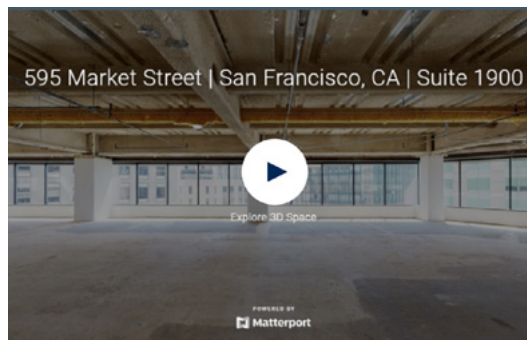 595 Market Street | San Francisco, CA | Suite 1900
Explore 3D Space
POWERED BY
Matterport